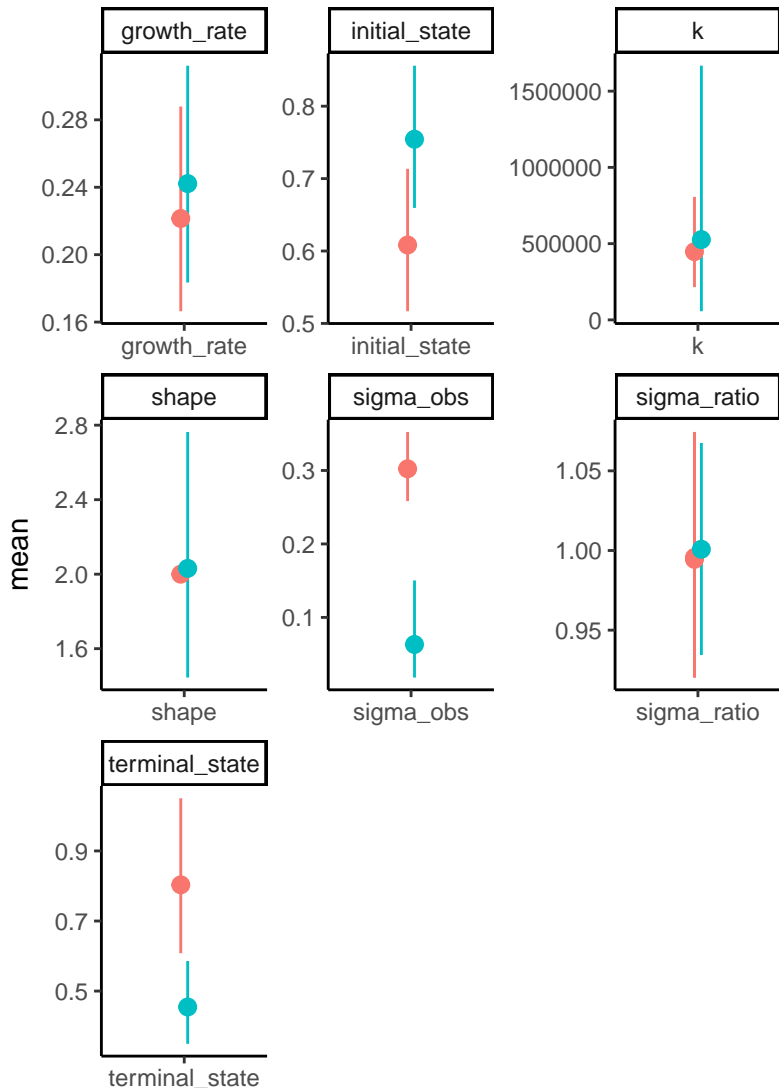 growth_rate
initial_state
k
0.28
0.24
0.20
0.16
0.8
0.7
0.6
0.5
1500000
1000000
500000
0
growth_rate
initial_state
k
shape
sigma_obs
sigma_ratio
2.8
2.4
2.0
1.6
0.3
0.2
0.1
1.05
1.00
0.95
mean
shape
sigma_obs
sigma_ratio
terminal_state
0.9
0.7
0.5
terminal_state